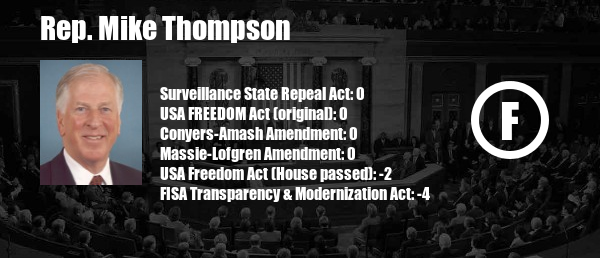 Rep. Mike Thompson
Surveillance State Repeal Act: 0
USA FREEDOM Act (original): 0
Conyers-Amash Amendment: 0
Massie-Lofgren Amendment: 0
USA Freedom Act (House passed): -2
FISA Transparency & Modernization Act: -4
F